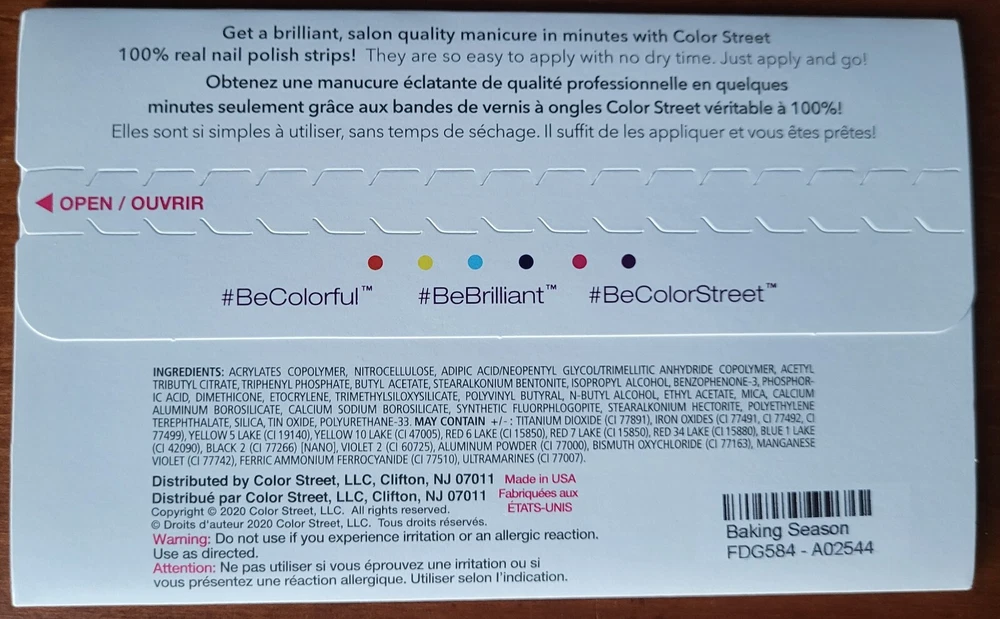 Get a brilliant, salon quality manicure in minutes with Color Street
100% real nail polish strips! They are so easy to apply with no dry time. Just apply and go!
Obtenez une manucure éclatante de qualité professionnelle en quelques
minutes seulement grâce aux bandes de vernis à ongles Color Street véritable à 100%!
Elles sont si simples à utiliser, sans temps de séchage. Il suffit de les appliquer et vous êtes prêtes!
OPEN / OUVRIR
#BeColorful™ #BeBrilliant™ #BeColorStreet™
INGREDIENTS: ACRYLATES COPOLYMER, NITROCELLULOSE, ADIPIC ACID/NEOPENTYL GLYCOL/TRIMELLITIC ANHYDRIDE COPOLYMER, ACETYL
TRIBUTYL CITRATE, TRIPHENYL PHOSPHATE, BUTYL ACETATE, STEARALKONIUM BENTONITE, ISOPROPYL ALCOHOL, BENZOPHENONE-3, PHOSPHOR-
IC ACID, DIMETHICONE, ETOCRYLENE, TRIMETHYLSILOXYSILICATE, POLYVINYL BUTYRAL, N-BUTYL ALCOHOL, ETHYL ACETATE, MICA, CALCIUM
ALUMINUM BOROSILICATE, CALCIUM SODIUM BOROSILICATE, SYNTHETIC FLUORPHLOGOPITE, STEARALKONIUM HECTORITE, POLYETHYLENE
TEREPHTHALATE, SILICA, TIN OXIDE, POLYURETHANE-33. MAY CONTAIN +/- : TITANIUM DIOXIDE (CI 77891), IRON OXIDES (CI 77491, CI 77492, CI
77499), YELLOW 5 LAKE (CI 19140), YELLOW 10 LAKE (CI 47005), RED 6 LAKE (CI 15850), RED 7 LAKE (CI 15850), RED 34 LAKE (CI 15880), BLUE 1 LAKE
(CI 42090), BLACK 2 (CI 77266) [NANO], VIOLET 2 (CI 60725), ALUMINUM POWDER (CI 77000), BISMUTH OXYCHLORIDE (CI 77163), MANGANESE
VIOLET (CI 77742), FERRIC AMMONIUM FERROCYANIDE (CI 77510), ULTRAMARINES (CI 77007).
Distributed by Color Street, LLC, Clifton, NJ 07011 Made in USA
Distribué par Color Street, LLC, Clifton, NJ 07011 Fabriquées aux
Copyright © 2020 Color Street, LLC. All rights reserved. ÉTATS-UNIS
© Droits d'auteur 2020 Color Street, LLC. Tous droits réservés.
Warning: Do not use if you experience irritation or an allergic reaction.
Use as directed.
Attention: Ne pas utiliser si vous éprouvez une irritation ou si
vous présentez une réaction allergique. Utiliser selon l'indication.
Baking Season
FDG584 - A02544